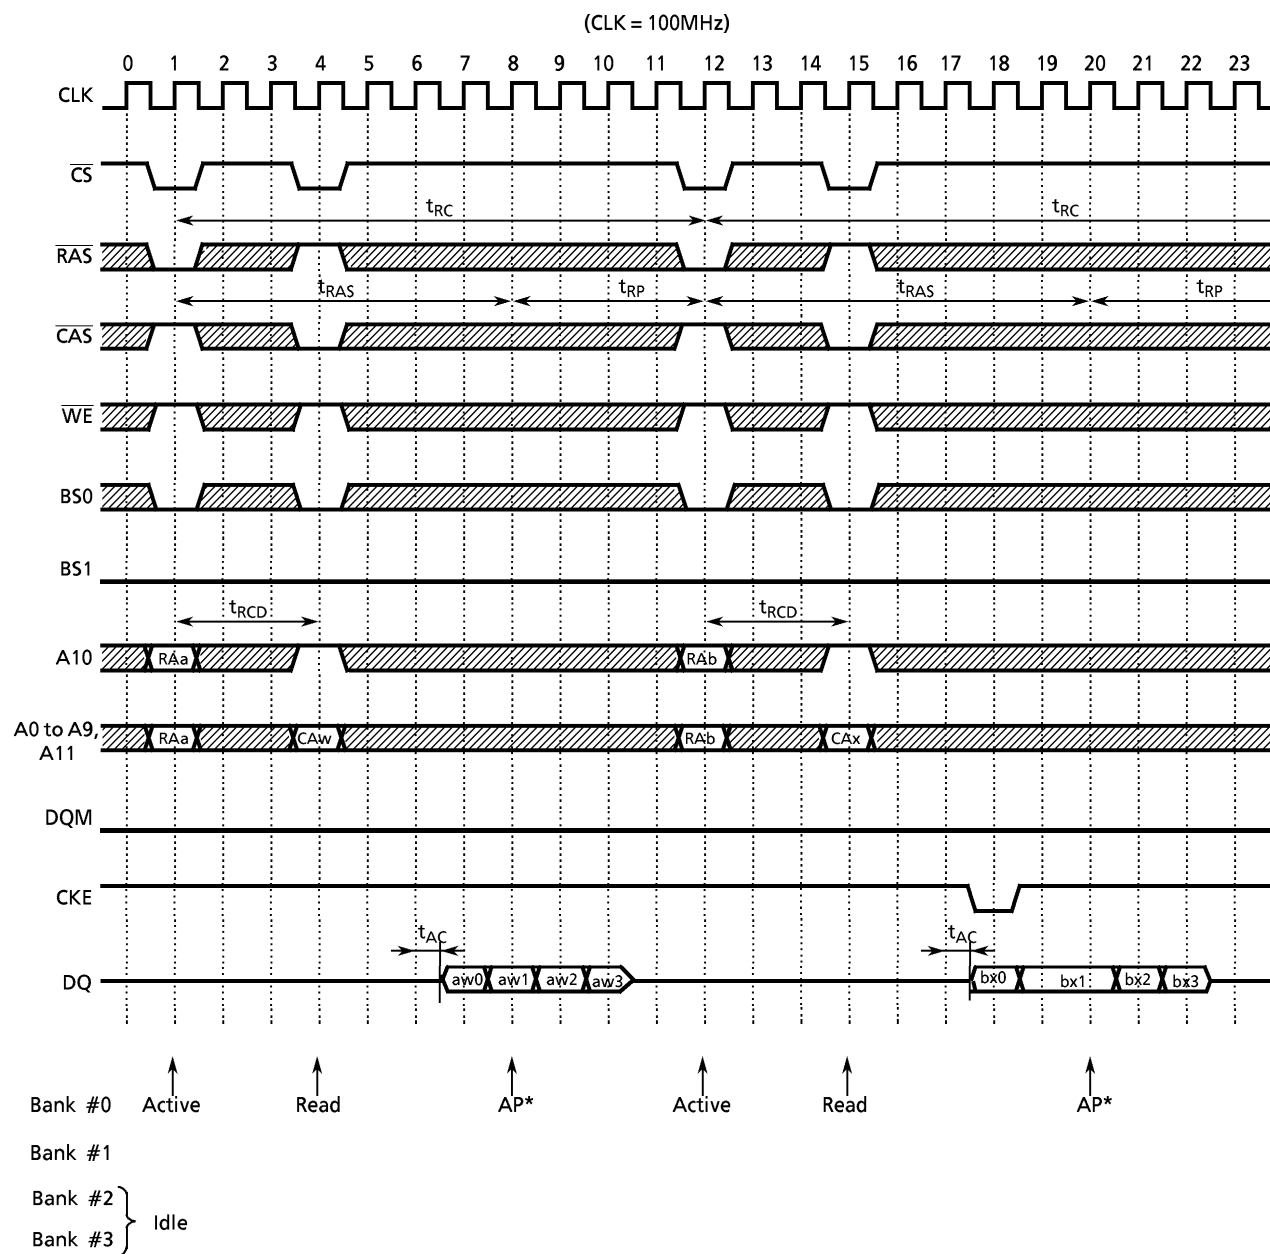 (CLK = 100MHz)
0 1 2 3 4 5 6 7 8 9 10 11 12 13 14 15 16 17 18 19 20 21 22 23
CLK
CS
tRC tRC
RAS
tRAS tRP tRAS tRP
CAS
WE
BS0
BS1
tRCD tRCD
A10 RAa RAb
A0 to A9,
A11
RAa CAw RAb CAx
DQM
CKE
tAC tAC
DQ aw0 aw1 aw2 aw3 bx0 bx1 bx2 bx3
Bank #0 Active Read AP* Active Read AP*
Bank #1
Bank #2
Idle
Bank #3